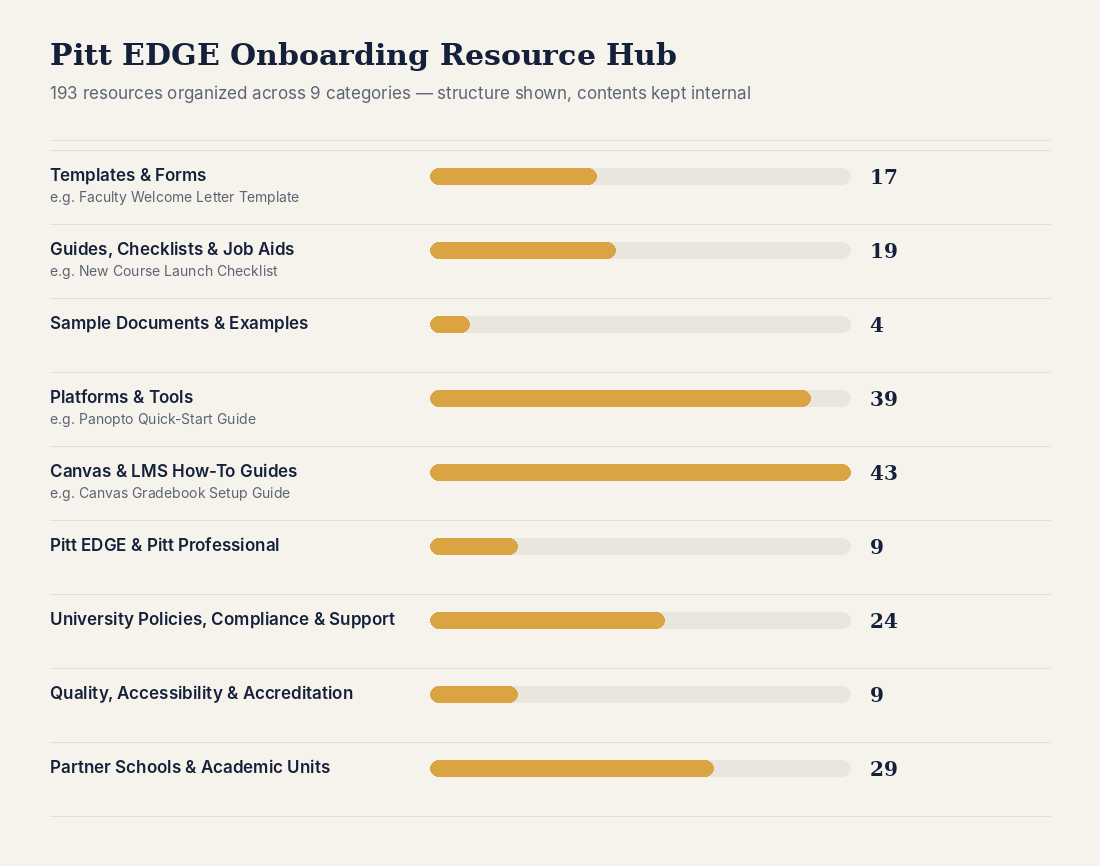 Pitt EDGE Onboarding Resource Hub
193 resources organized across 9 categories — structure shown, contents kept internal
Templates & Forms
17
e.g. Faculty Welcome Letter Template
Guides, Checklists & Job Aids
19
e.g. New Course Launch Checklist
Sample Documents & Examples
4
Platforms & Tools
39
e.g. Panopto Quick-Start Guide
Canvas & LMS How-To Guides
43
e.g. Canvas Gradebook Setup Guide
Pitt EDGE & Pitt Professional
9
University Policies, Compliance & Support
24
Quality, Accessibility & Accreditation
9
Partner Schools & Academic Units
29